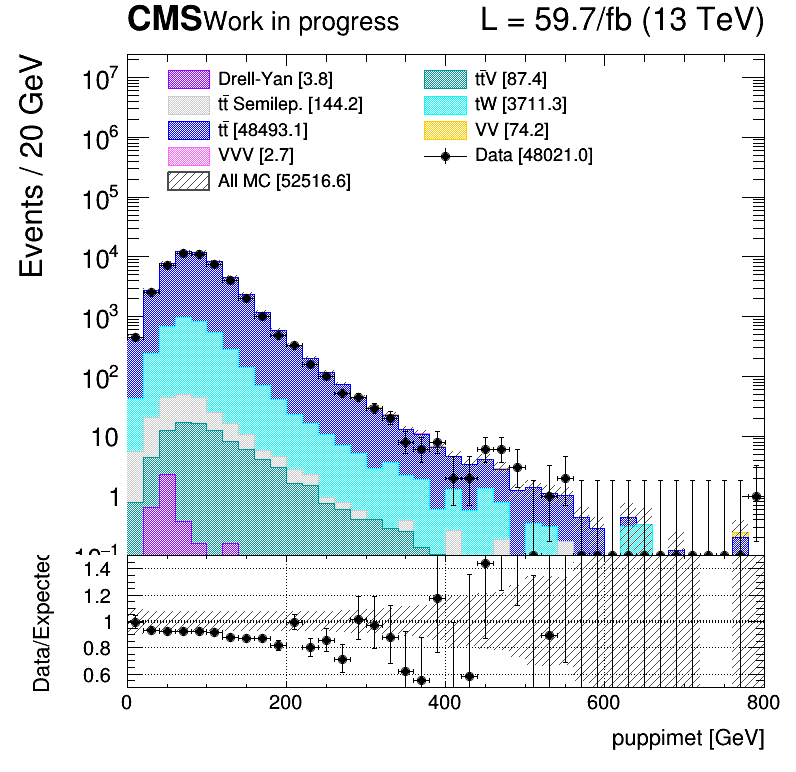 CMS Work in progress L = 59.7/fb (13 TeV)
Events / 20 GeV
Drell-Yan [3.8]
tt̄V [87.4]
tt̄ Semilep. [144.2]
tW [3711.3]
tt̄ [48493.1]
VV [74.2]
VVV [2.7]
Data [48021.0]
All MC [52516.6]
10⁷
10⁶
10⁵
10⁴
10³
10²
10
1
10⁻¹
Data/Expected
1.4
1.2
1
0.8
0.6
0 200 400 600 800
puppimet [GeV]